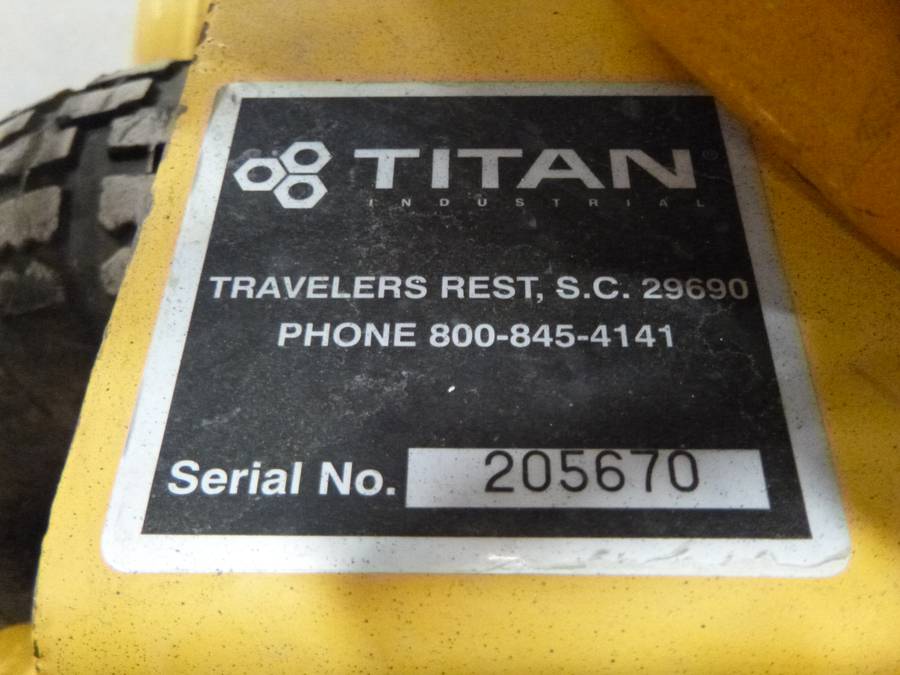 TITAN®
INDUSTRIAL
TRAVELERS REST, S.C. 29690
PHONE 800-845-4141
Serial No. 205670